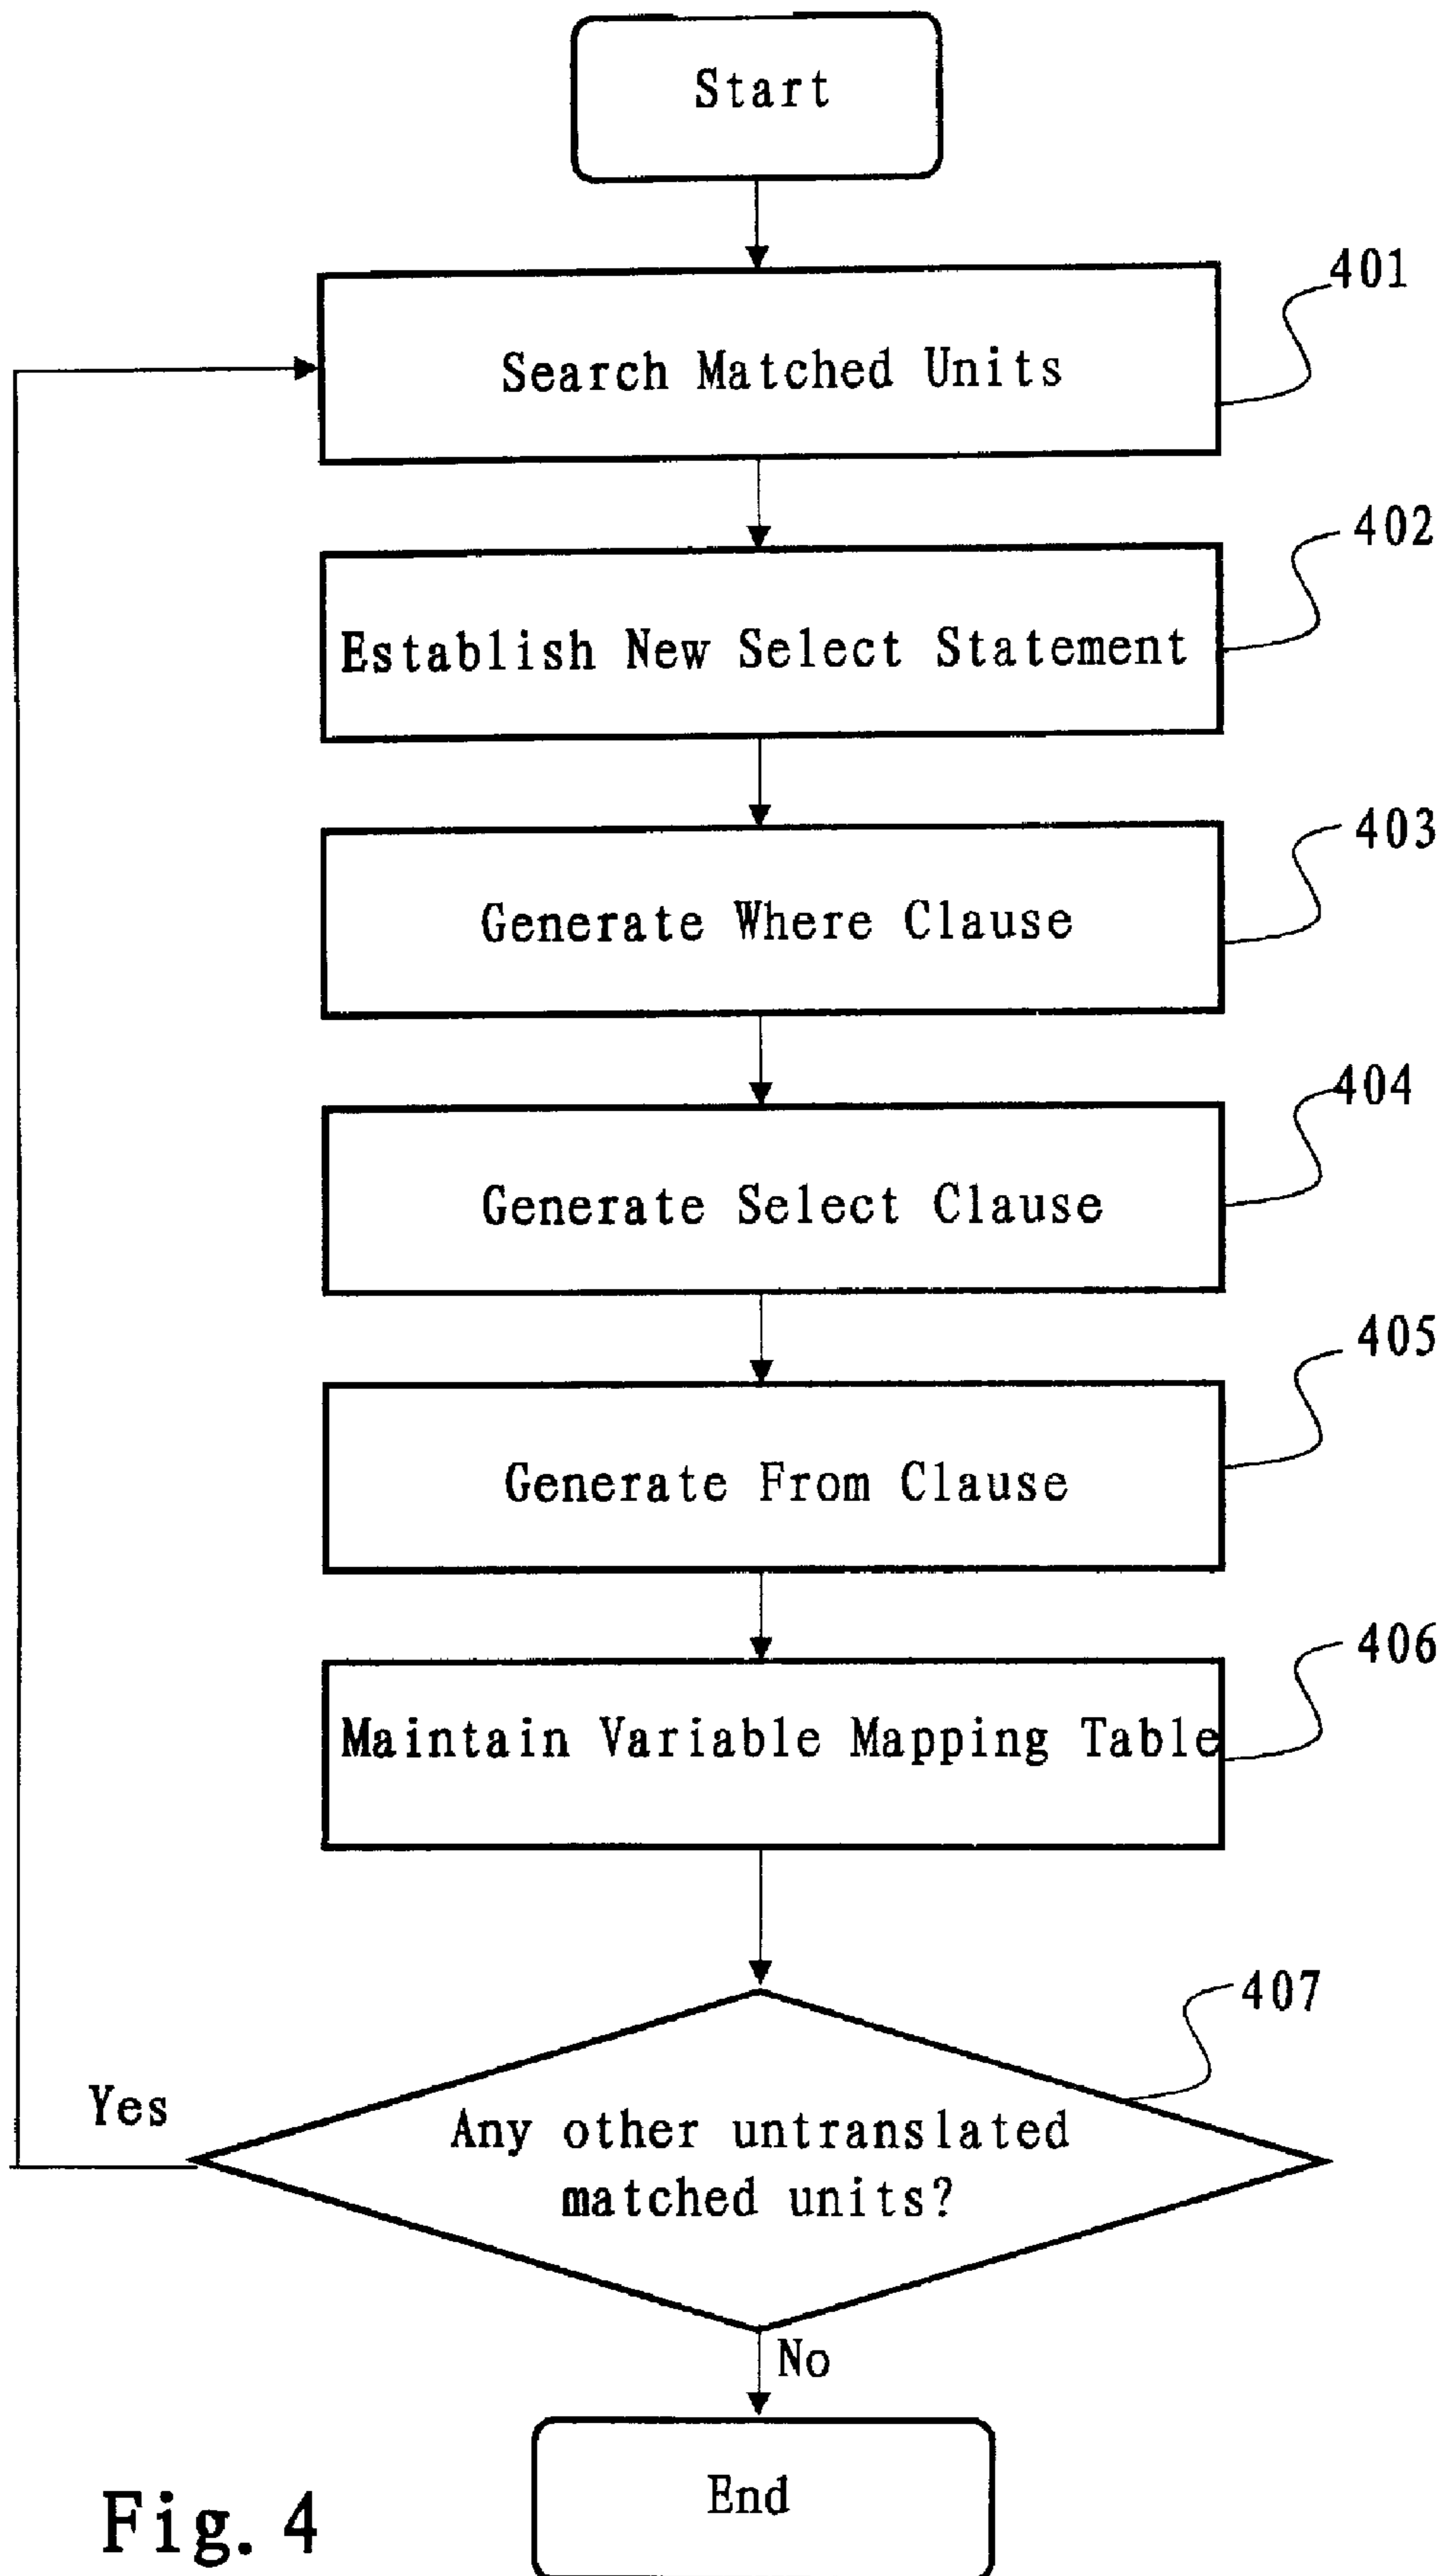 Start
401
Search Matched Units
402
Establish New Select Statement
403
Generate Where Clause
404
Generate Select Clause
405
Generate From Clause
406
Maintain Variable Mapping Table
407
Yes
Any other untranslated
matched units?
No
End
Fig. 4